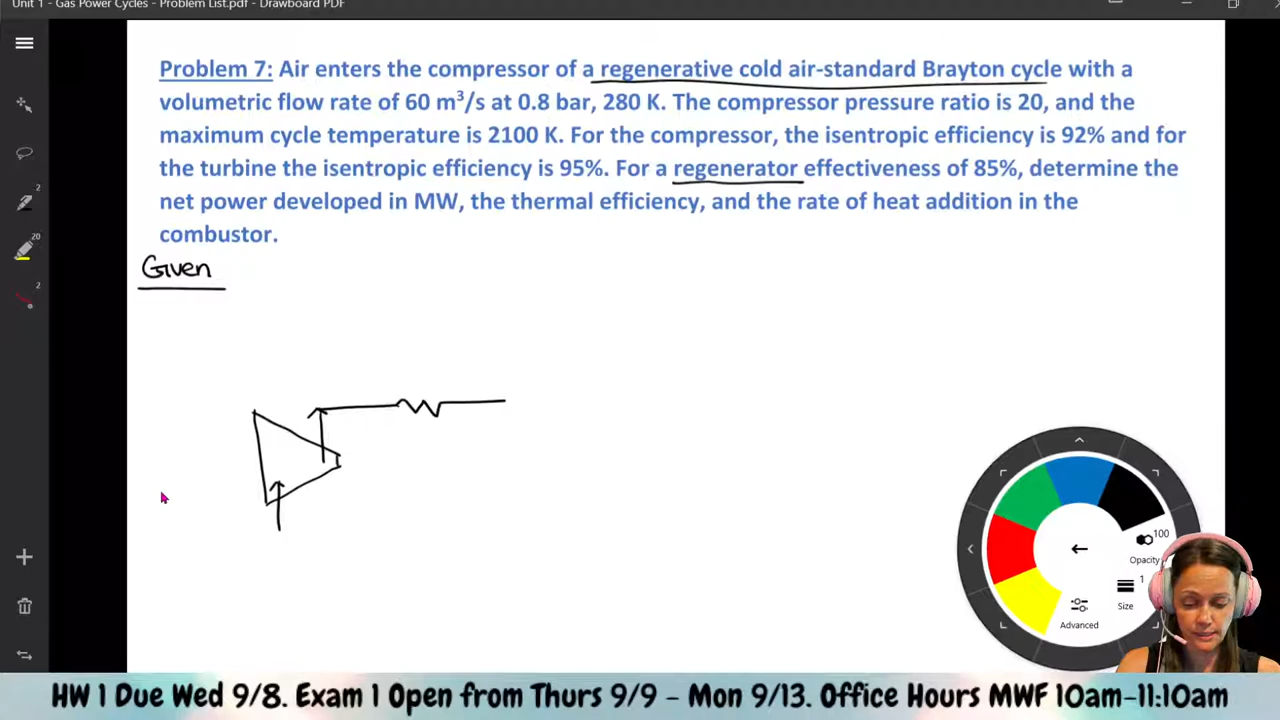 Unit 1 - Gas Power Cycles - Problem List.pdf - Drawboard PDF
Problem 7: Air enters the compressor of a regenerative cold air-standard Brayton cycle with a
volumetric flow rate of 60 m³/s at 0.8 bar, 280 K. The compressor pressure ratio is 20, and the
maximum cycle temperature is 2100 K. For the compressor, the isentropic efficiency is 92% and for
the turbine the isentropic efficiency is 95%. For a regenerator effectiveness of 85%, determine the
net power developed in MW, the thermal efficiency, and the rate of heat addition in the
combustor.
Given
2
20
2
100
Opacity
1
Size
Advanced
HW 1 Due Wed 9/8. Exam 1 Open from Thurs 9/9 - Mon 9/13. Office Hours MWF 10am-11:10am